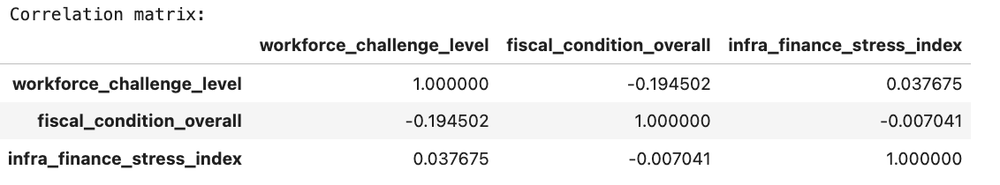 Correlation matrix:
workforce_challenge_level fiscal_condition_overall infra_finance_stress_index
workforce_challenge_level 1.000000 -0.194502 0.037675
fiscal_condition_overall -0.194502 1.000000 -0.007041
infra_finance_stress_index 0.037675 -0.007041 1.000000